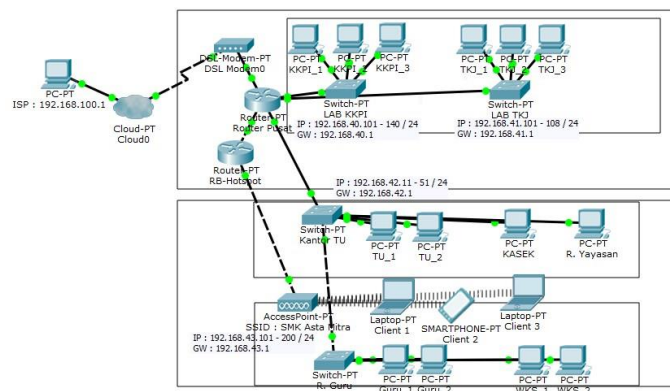 PC-PT
ISP : 192.168.100.1
Cloud-PT
Cloud0
DSL-Modem-PT
DSL Modem0
Router-PT
Router Pusat
Router-PT
RB-Hotspot
PC-PT
KKPI_1
PC-PT
PC-PT
KKPI_3
Switch-PT
LAB KKPI
IP : 192.168.40.101 - 140 / 24
GW : 192.168.40.1
PC-PT
TKJ_1
PC-PT
PC-PT
TKJ_3
Switch-PT
LAB TKJ
IP : 192.168.41.101 - 108 / 24
GW : 192.168.41.1
IP : 192.168.42.11 - 51 / 24
GW : 192.168.42.1
Switch-PT
Kantor TU
PC-PT
TU_1
PC-PT
TU_2
PC-PT
KASEK
PC-PT
R. Yayasan
AccessPoint-PT
SSID : SMK Asta Mitra
IP : 192.168.43.101 - 200 / 24
GW : 192.168.43.1
Laptop-PT
Client 1
SMARTPHONE-PT
Client 2
Laptop-PT
Client 3
Switch-PT
R. Guru
PC-PT
Guru_1
PC-PT
Guru_2
PC-PT
WKS_1
PC-PT
WKS_2